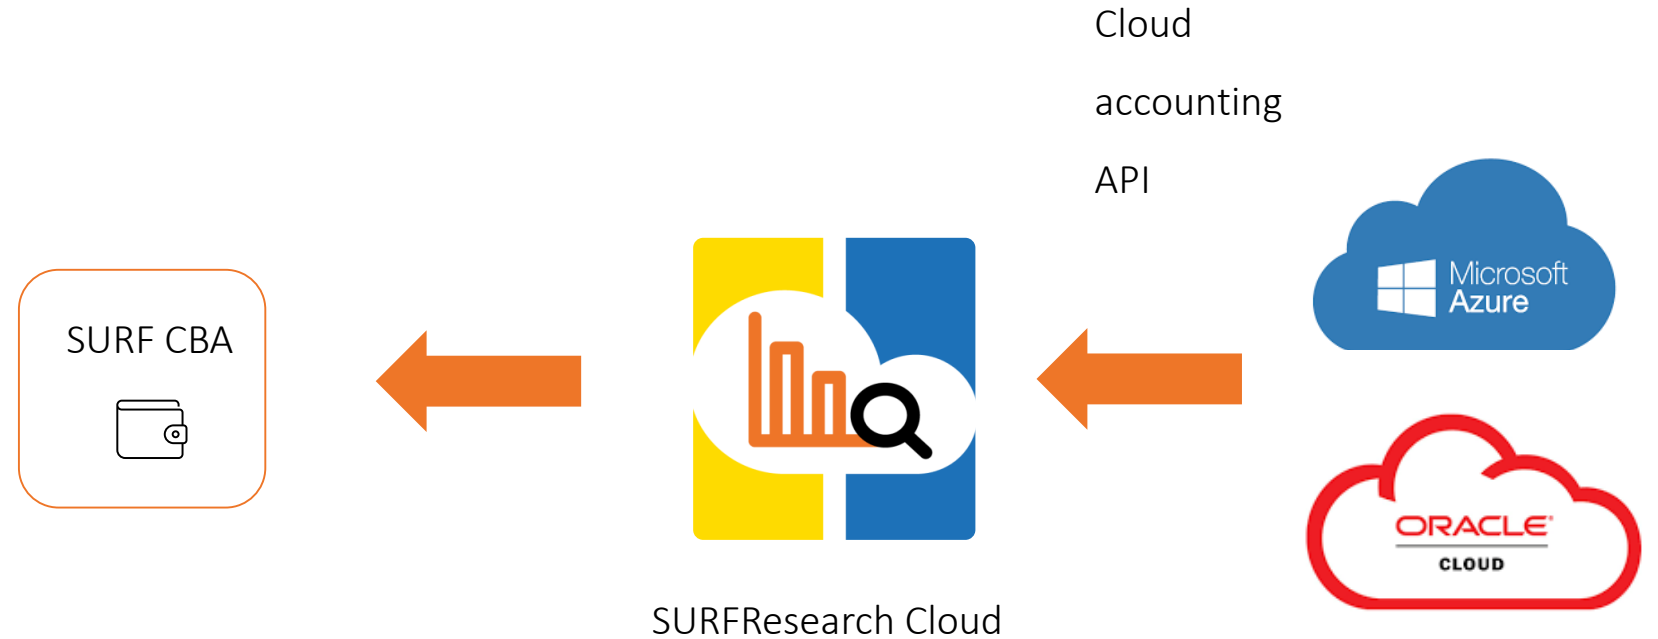 Cloud
accounting
API
Microsoft
Azure
SURF CBA
ORACLE
CLOUD
SURFResearch Cloud